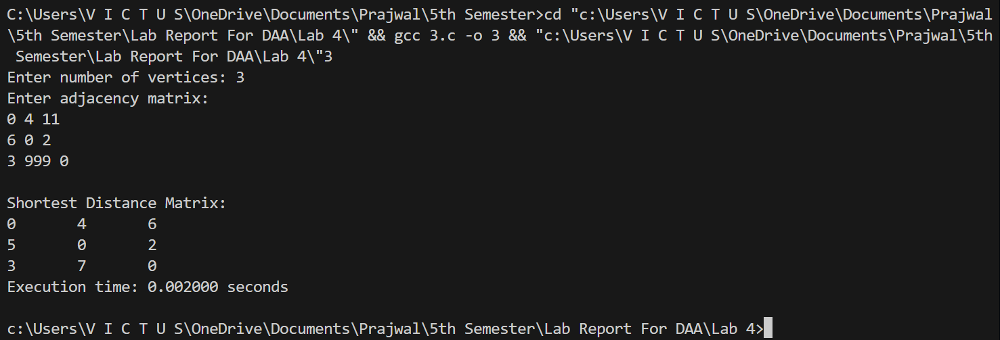 C:\Users\V I C T U S\OneDrive\Documents\Prajwal\5th Semester>cd "c:\Users\V I C T U S\OneDrive\Documents\Prajwal
\5th Semester\Lab Report For DAA\Lab 4\" && gcc 3.c -o 3 && "c:\Users\V I C T U S\OneDrive\Documents\Prajwal\5th
 Semester\Lab Report For DAA\Lab 4\"3
Enter number of vertices: 3
Enter adjacency matrix:
0 4 11
6 0 2
3 999 0

Shortest Distance Matrix:
0       4       6
5       0       2
3       7       0
Execution time: 0.002000 seconds

c:\Users\V I C T U S\OneDrive\Documents\Prajwal\5th Semester\Lab Report For DAA\Lab 4>